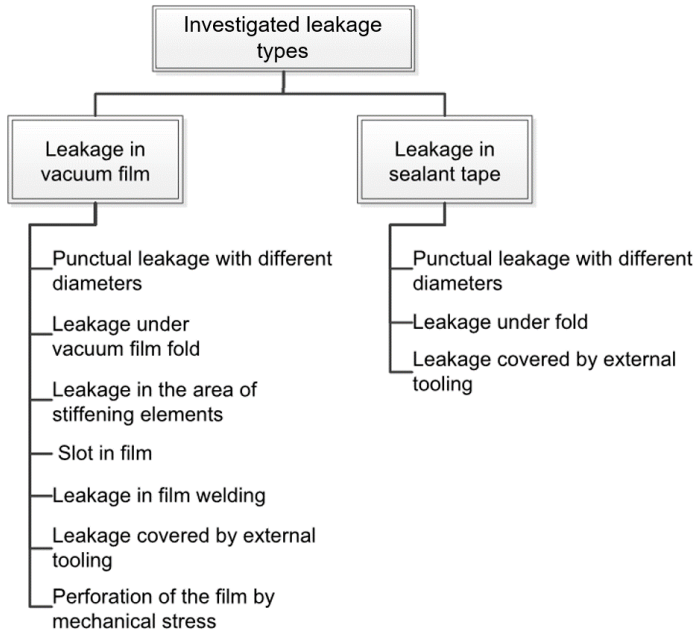 Investigated leakage
types
Leakage in
vacuum film
Punctual leakage with different
diameters
Leakage under
vacuum film fold
Leakage in the area of
stiffening elements
Slot in film
Leakage in film welding
Leakage covered by external
tooling
Perforation of the film by
mechanical stress
Leakage in
sealant tape
Punctual leakage with different
diameters
Leakage under fold
Leakage covered by external
tooling